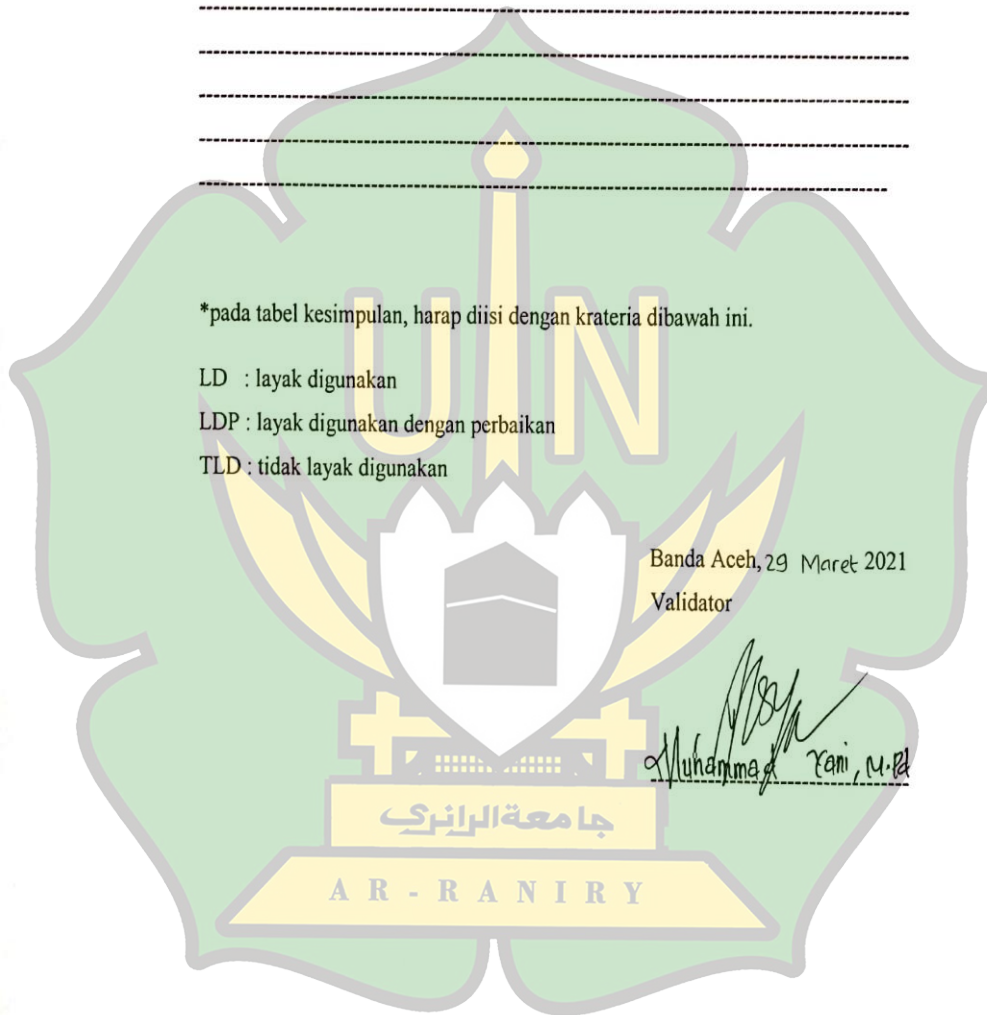 *pada tabel kesimpulan, harap diisi dengan krateria dibawah ini.
LD : layak digunakan
LDP : layak digunakan dengan perbaikan
TLD : tidak layak digunakan
Banda Aceh, 29 Maret 2021
Validator
Muhammad Yani, M.Pd
UIN
جامعة الرانري
AR-RANIRY